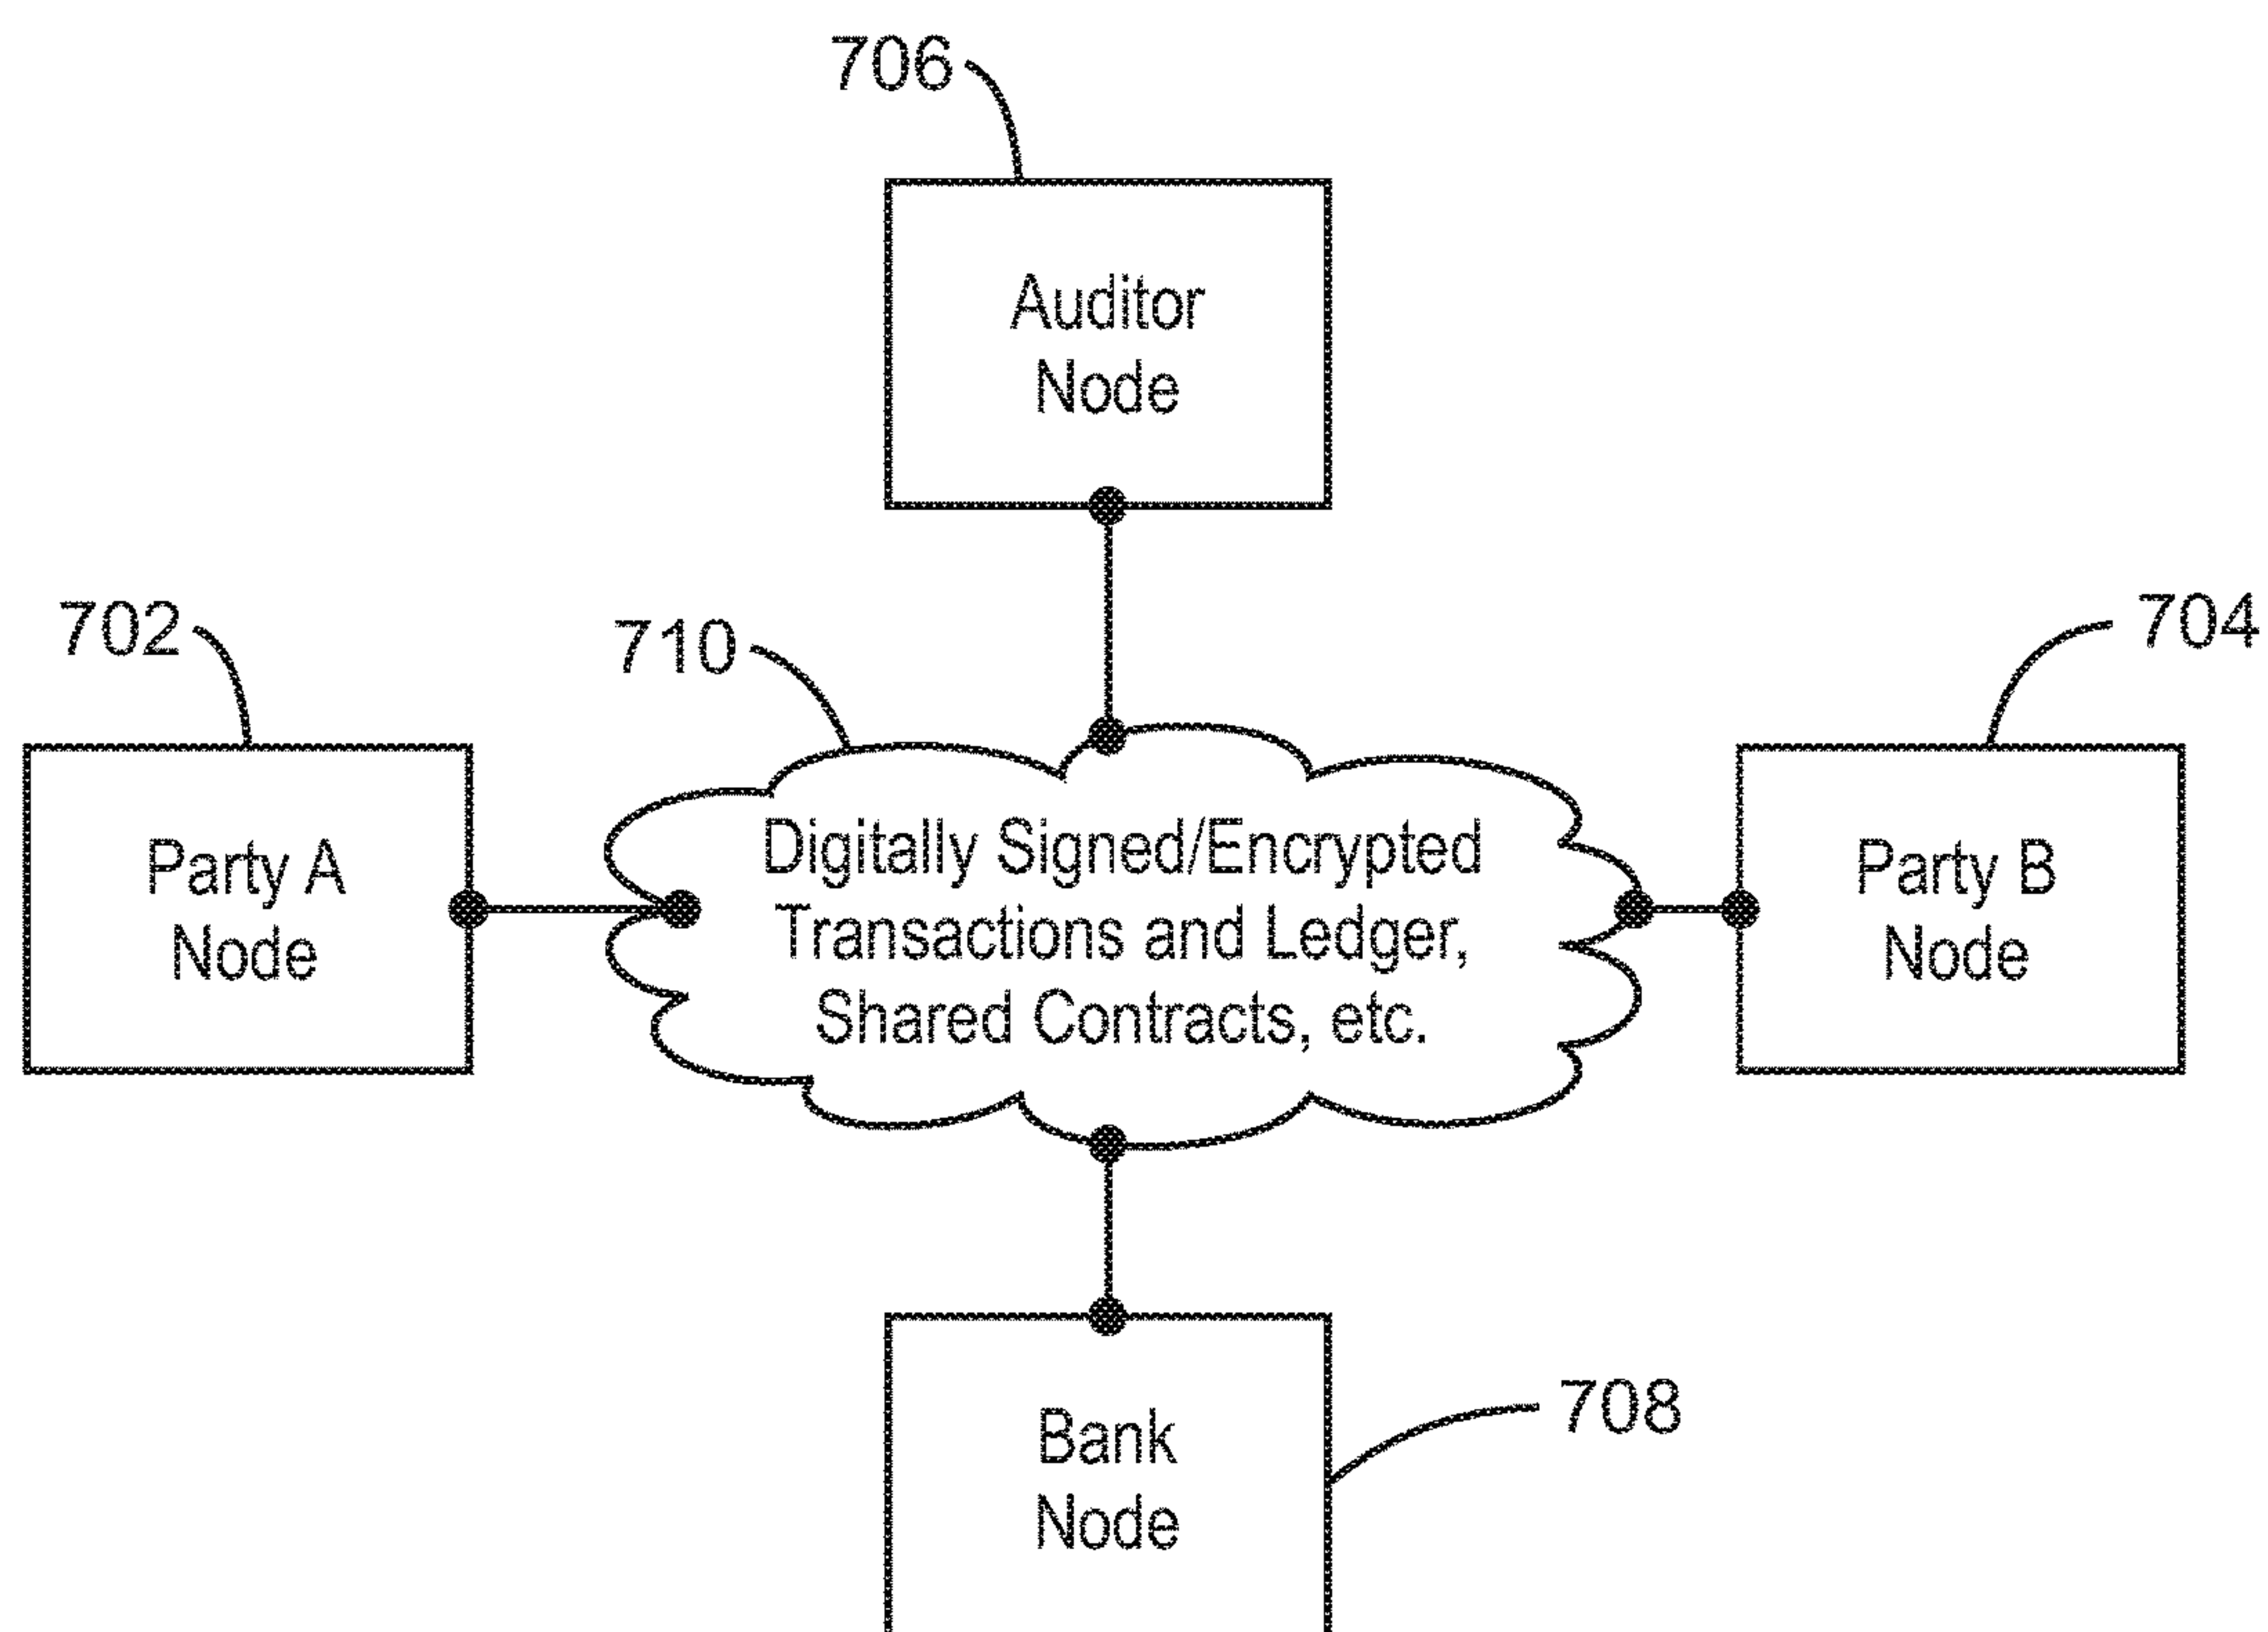 706
Auditor
Node
702
710
704
Party A
Node
Digitally Signed/Encrypted
Transactions and Ledger,
Shared Contracts, etc.
Party B
Node
Bank
Node
708